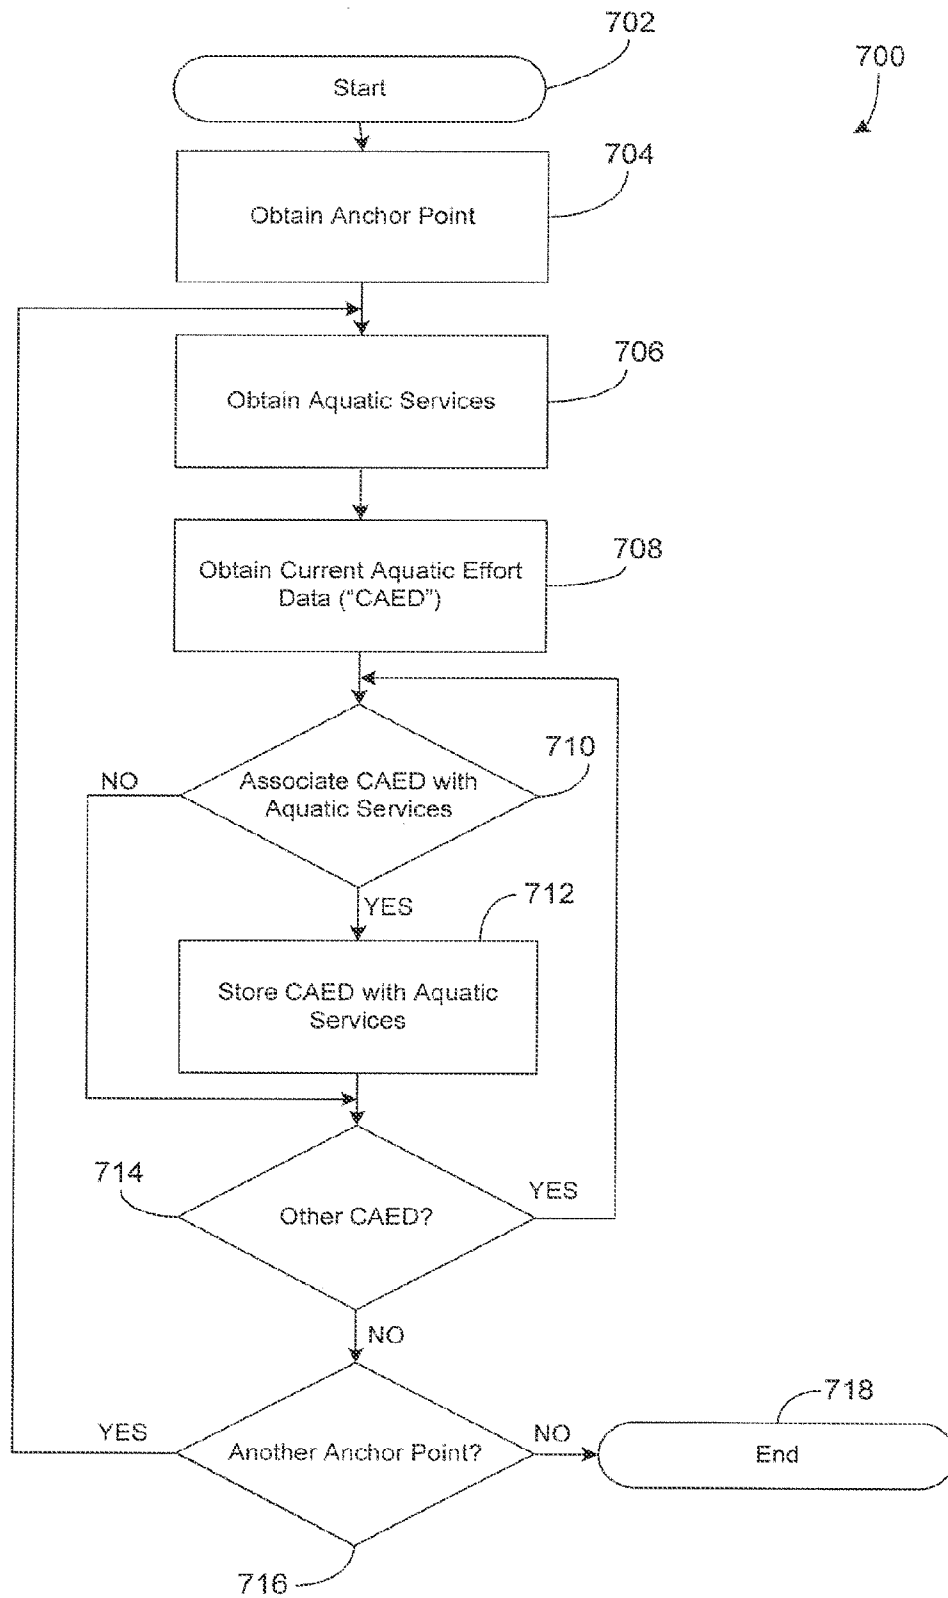 702
700
Start
704
Obtain Anchor Point
706
Obtain Aquatic Services
708
Obtain Current Aquatic Effort
Data ("CAED")
710
NO
Associate CAED with
Aquatic Services
YES
712
Store CAED with Aquatic
Services
714
YES
Other CAED?
NO
718
YES
NO
Another Anchor Point?
End
716